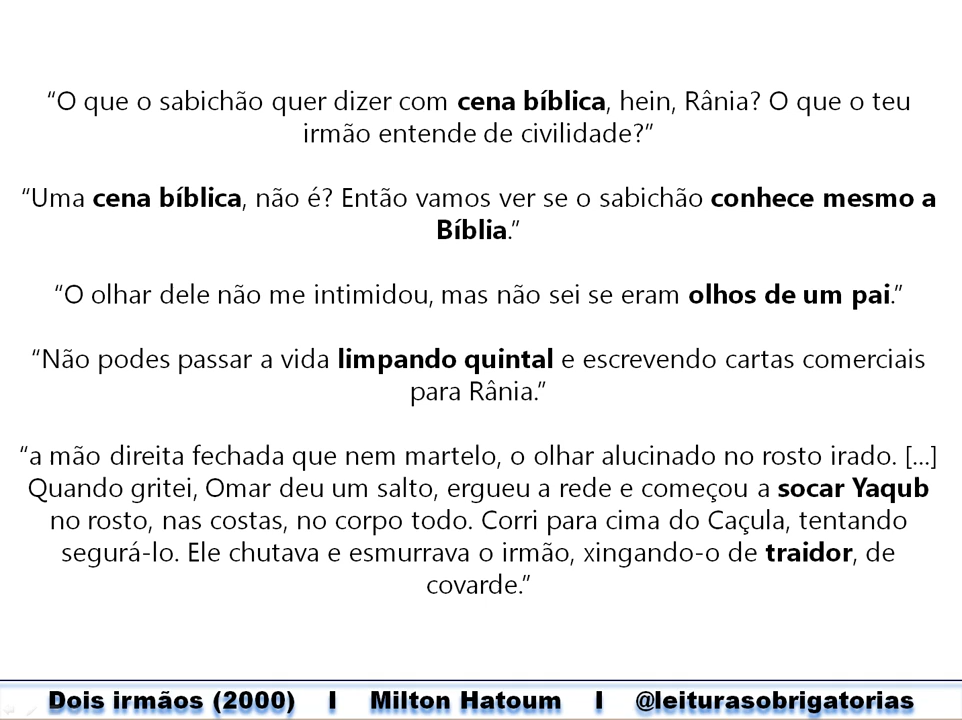 “O que o sabichão quer dizer com cena bíblica, hein, Rânia? O que o teu
irmão entende de civilidade?”
“Uma cena bíblica, não é? Então vamos ver se o sabichão conhece mesmo a
Bíblia.”
“O olhar dele não me intimidou, mas não sei se eram olhos de um pai.”
“Não podes passar a vida limpando quintal e escrevendo cartas comerciais
para Rânia.”
“a mão direita fechada que nem martelo, o olhar alucinado no rosto irado. [...]
Quando gritei, Omar deu um salto, ergueu a rede e começou a socar Yaqub
no rosto, nas costas, no corpo todo. Corri para cima do Caçula, tentando
segurá-lo. Ele chutava e esmurrava o irmão, xingando-o de traidor, de
covarde.”
Dois irmãos (2000) I Milton Hatoum I @leiturasobrigatorias